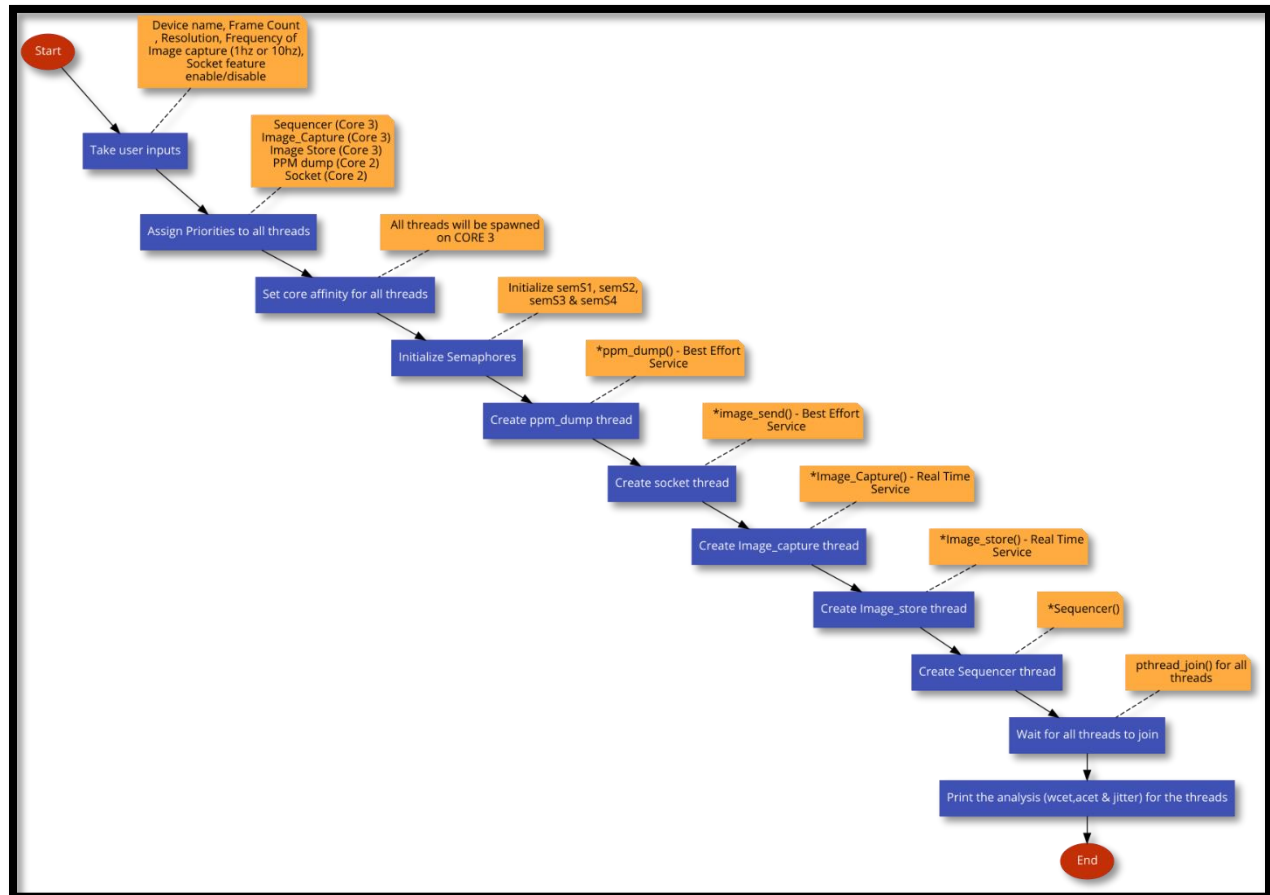 Start
Device name, Frame Count
, Resolution, Frequency of
Image capture (1hz or 10hz),
Socket feature
enable/disable
Take user inputs
Sequencer (Core 3)
Image_Capture (Core 3)
Image Store (Core 3)
PPM dump (Core 2)
Socket (Core 2)
Assign Priorities to all threads
All threads will be spawned
on CORE 3
Set core affinity for all threads
Initialize semS1, semS2,
semS3 & semS4
Initialize Semaphores
*ppm_dump() - Best Effort
Service
Create ppm_dump thread
*image_send() - Best Effort
Service
Create socket thread
*Image_Capture() - Real Time
Service
Create Image_capture thread
*Image_store() - Real Time
Service
Create Image_store thread
*Sequencer()
Create Sequencer thread
pthread_join() for all
threads
Wait for all threads to join
Print the analysis (wcet,acet & jitter) for the threads
End